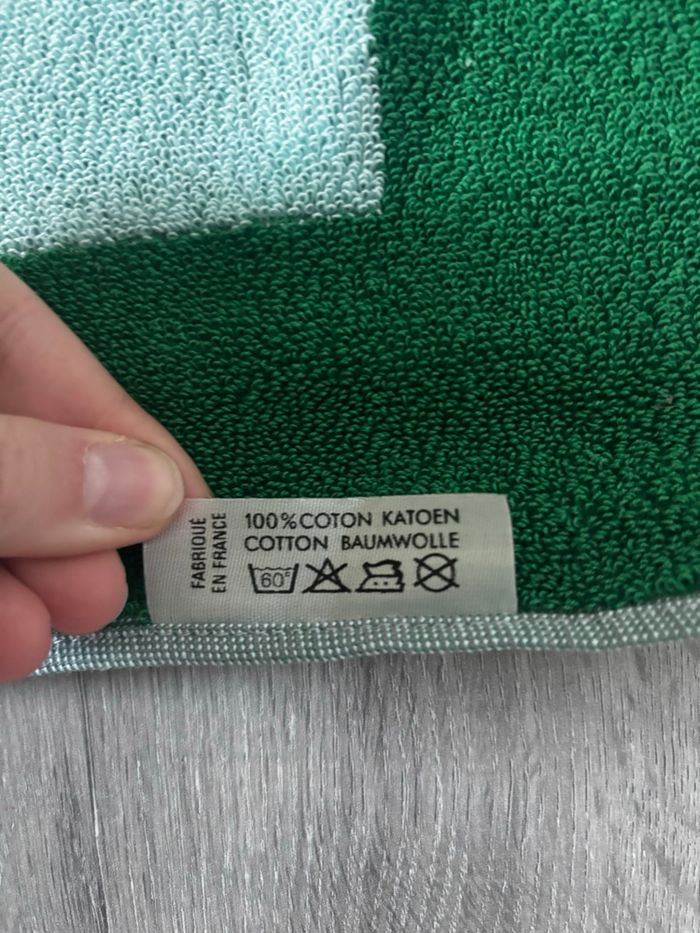 FABRIQUÉ
EN FRANCE
100% COTON KATOEN
COTTON BAUMWOLLE
60°